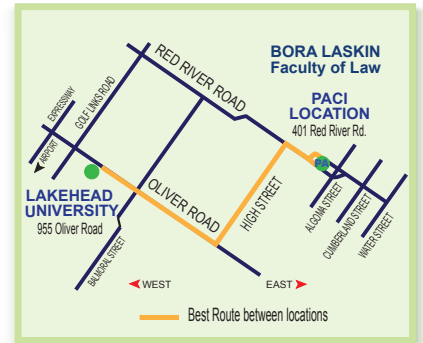 BORA LASKIN
Faculty of Law
PACI
LOCATION
401 Red River Rd.
RED RIVER ROAD
EXPRESSWAY
GOLF LINKS ROAD
AIRPORT
PA
LAKEHEAD
UNIVERSITY
955 Oliver Road
OLIVER ROAD
HIGH STREET
ALGOMA STREET
CUMBERLAND STREET
WATER STREET
BALMORAL STREET
WEST
EAST
Best Route between locations